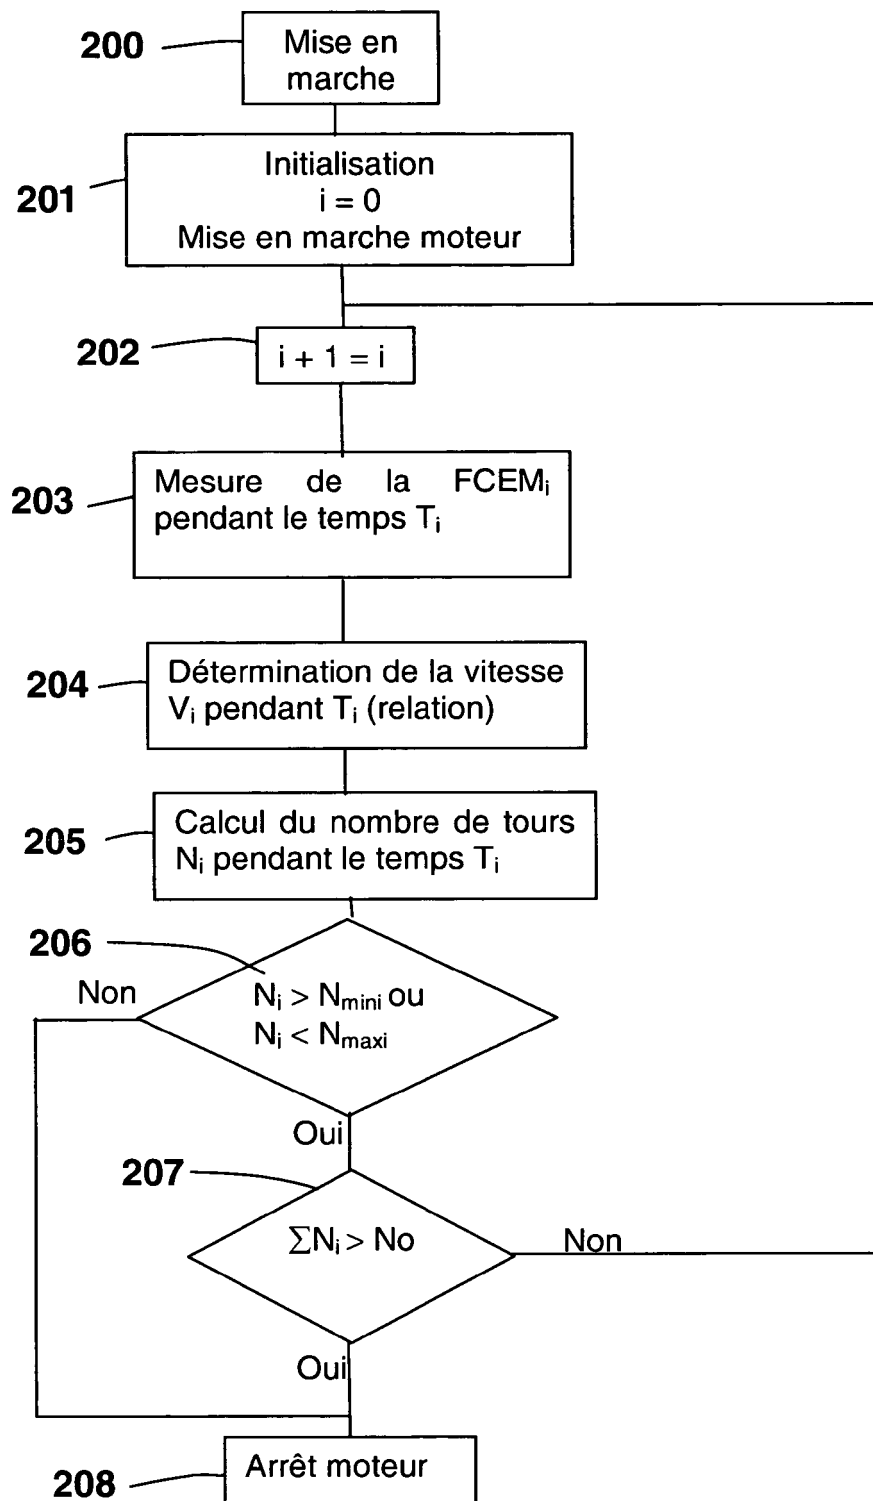 200
Mise en
marche
201
Initialisation
i = 0
Mise en marche moteur
202
i + 1 = i
203
Mesure de la FCEMi
pendant le temps Ti
204
Détermination de la vitesse
Vi pendant Ti (relation)
205
Calcul du nombre de tours
Ni pendant le temps Ti
206
Non
Ni > Nmini ou
Ni < Nmaxi
Oui
207
∑Ni > No
Non
Oui
208
Arrêt moteur